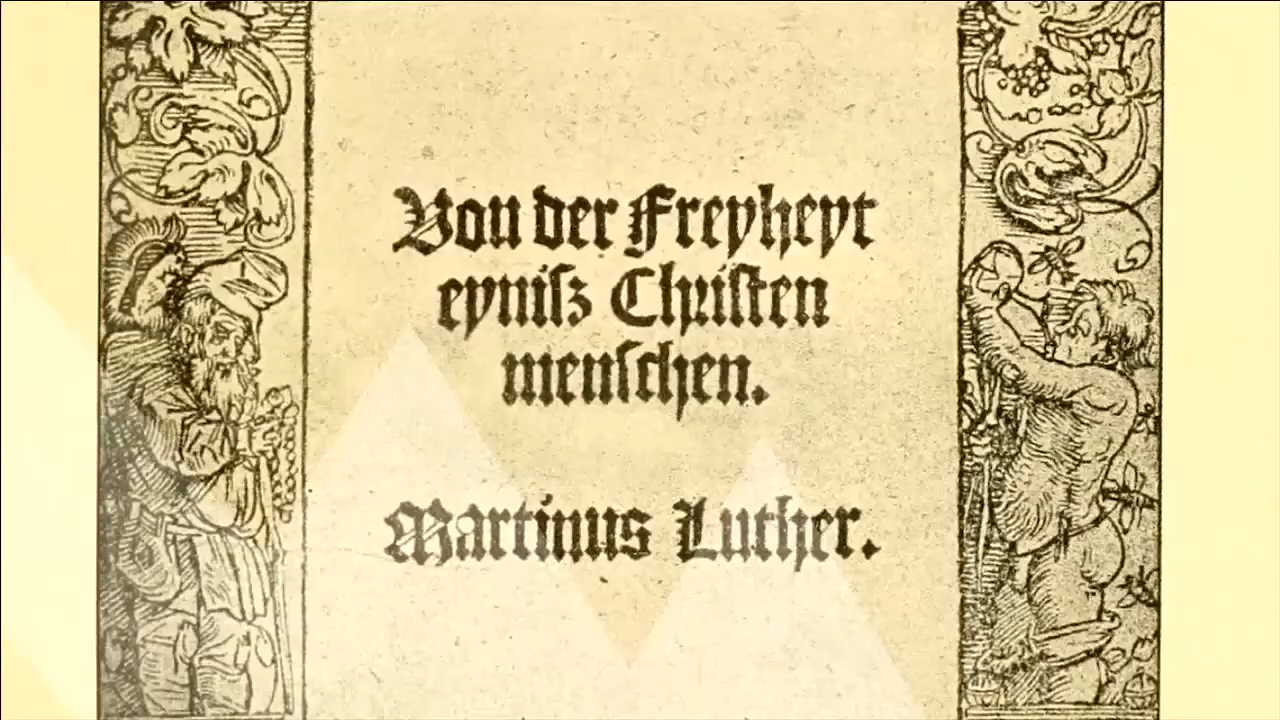 Von der Freyheyt
eyniſz Chriſten
menſchen.
Martinus Luther.